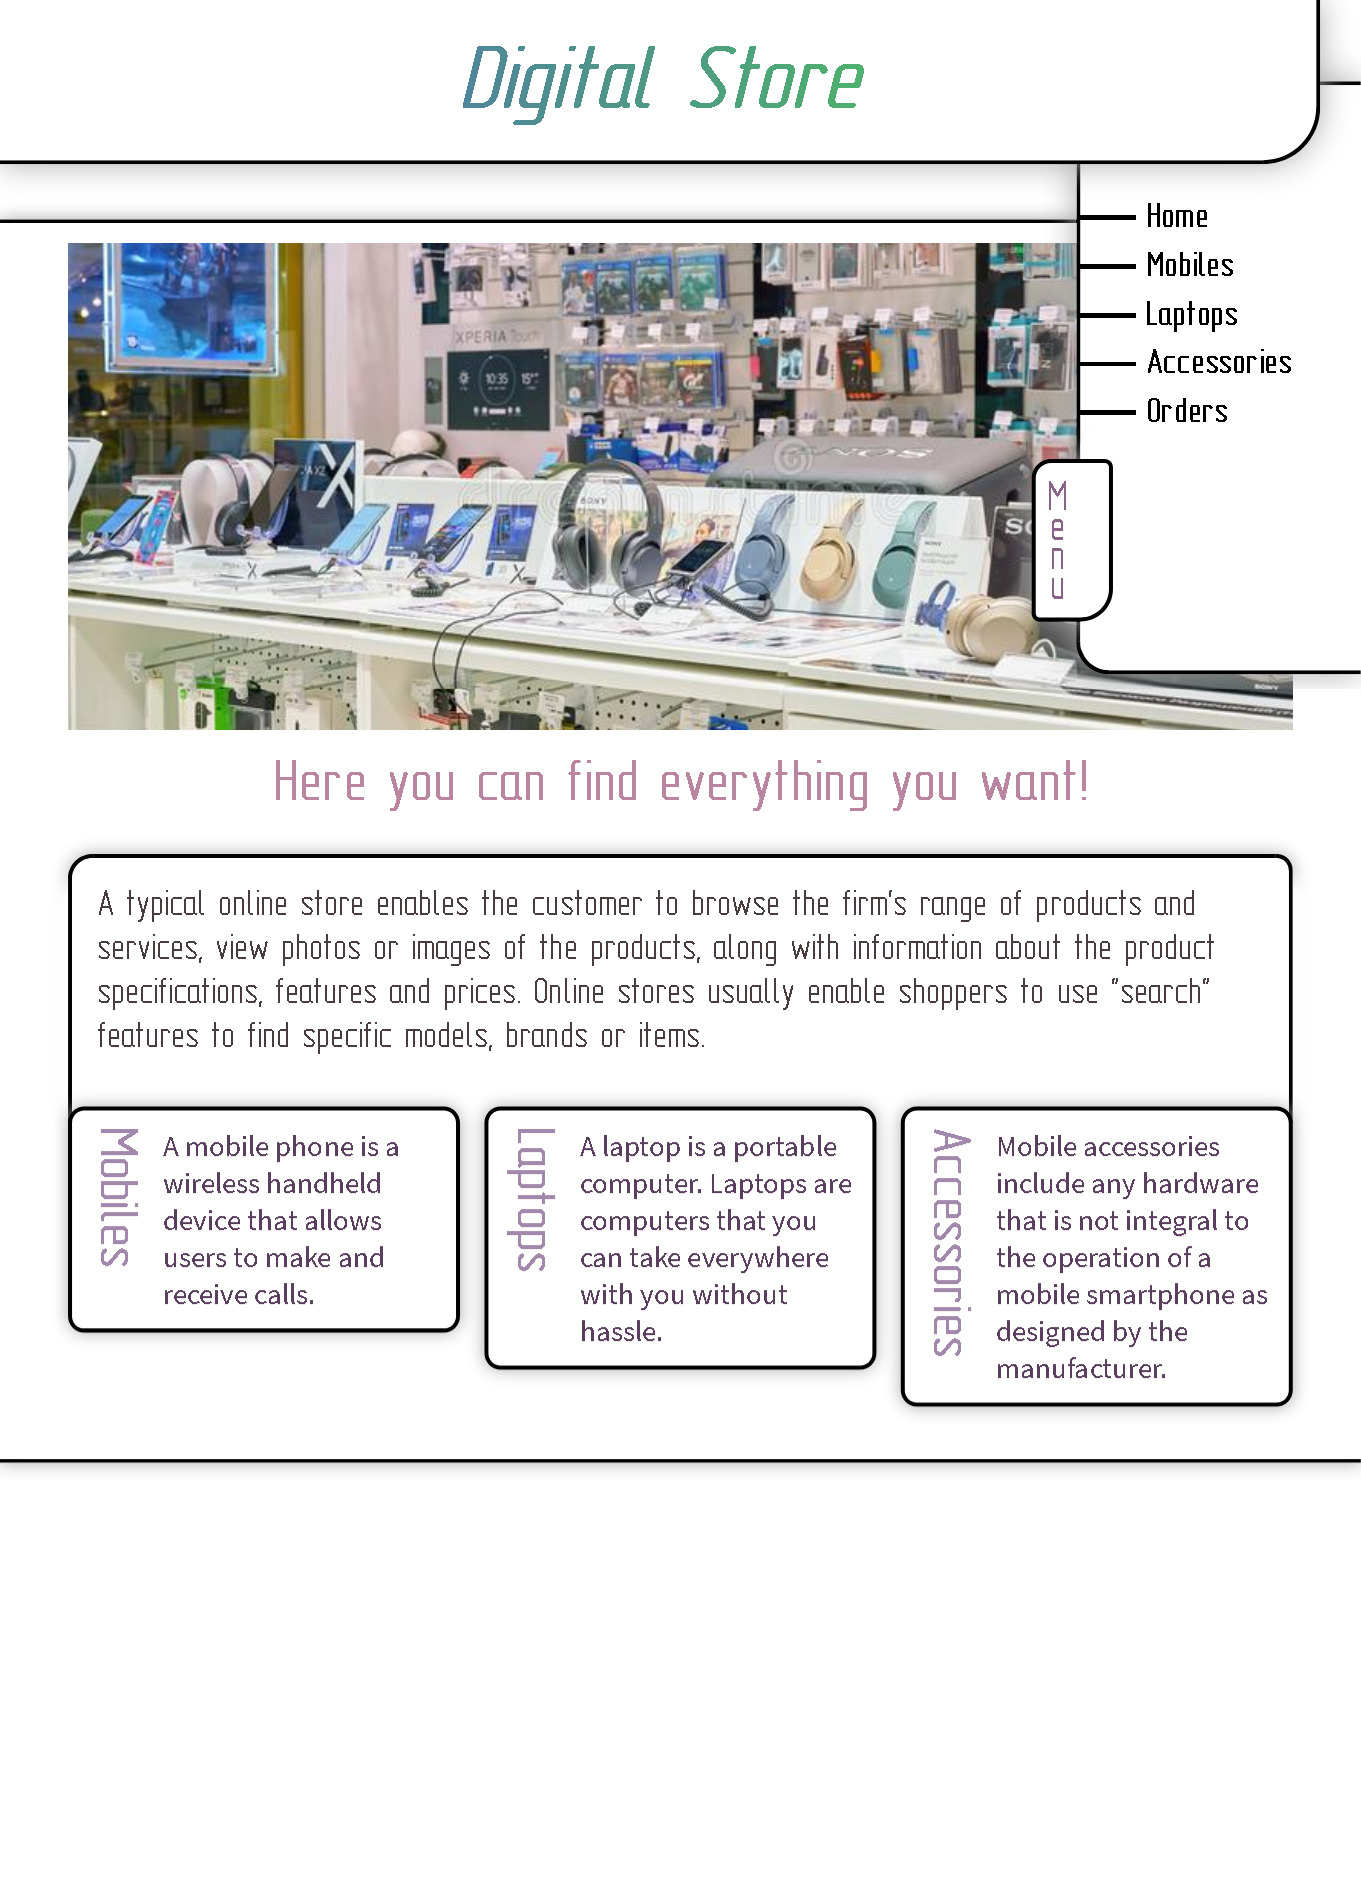 Digital Store
Home
Mobiles
Laptops
Accessories
Orders
Menu
XPERIA Touch
10:35
15°
SONY
X
Here you can find everything you want!
A typical online store enables the customer to browse the firm's range of products and
services, view photos or images of the products, along with information about the product
specifications, features and prices. Online stores usually enable shoppers to use "search"
features to find specific models, brands or items.
Mobiles
A mobile phone is a
wireless handheld
device that allows
users to make and
receive calls.
Laptops
A laptop is a portable
computer. Laptops are
computers that you
can take everywhere
with you without
hassle.
Accessories
Mobile accessories
include any hardware
that is not integral to
the operation of a
mobile smartphone as
designed by the
manufacturer.